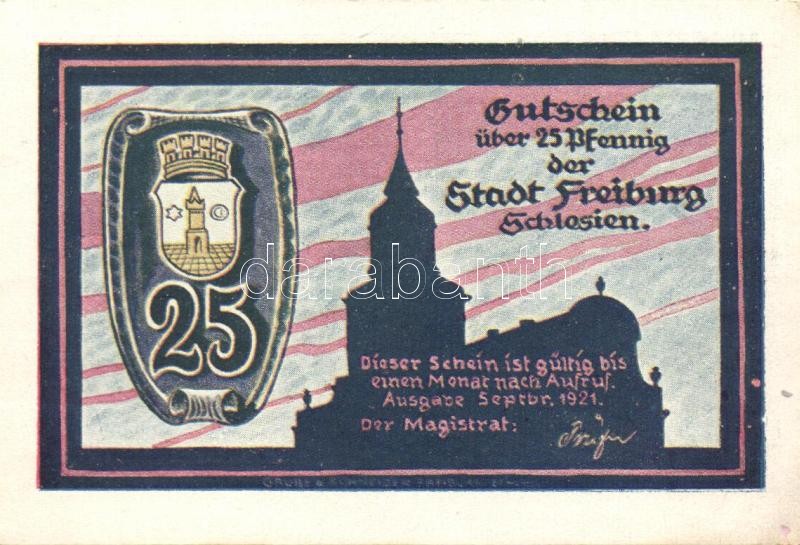 Gutschein
über 25 Pfennig
der
Stadt Freiburg
Schlesien.
25
darabanth
Dieser Schein ist gültig bis
einen Monat nach Aufruf.
Ausgabe Septbr. 1921.
Der Magistrat: